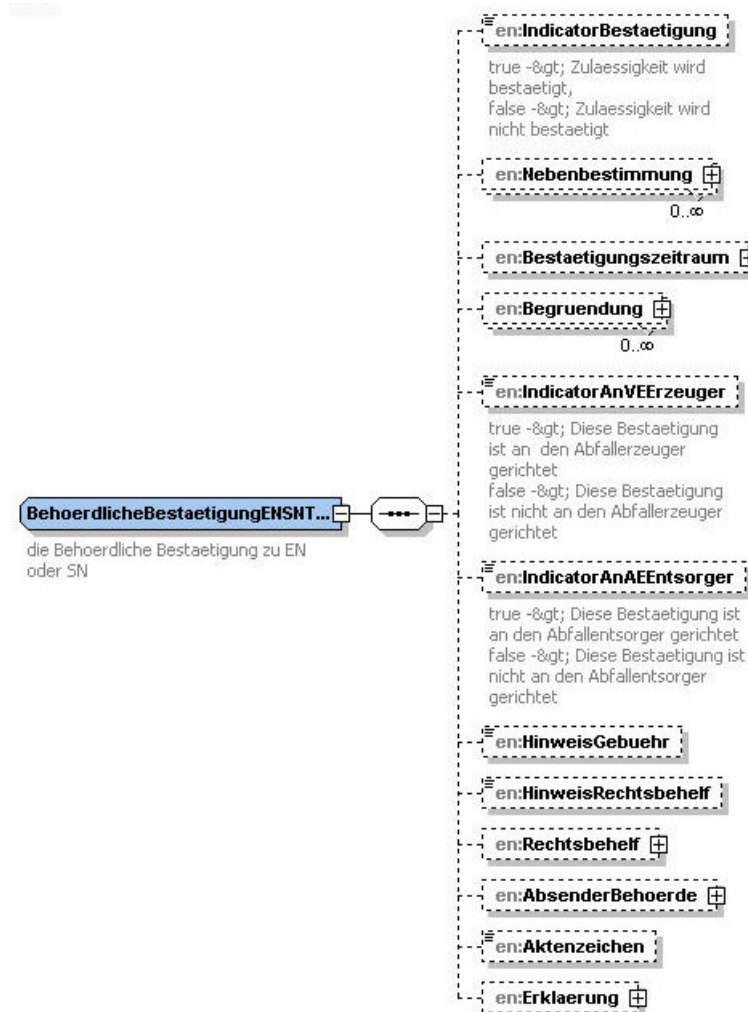 en:IndicatorBestaetigung
true -&gt; Zulaessigkeit wird
bestaetigt,
false -&gt; Zulaessigkeit wird
nicht bestaetigt
en:Nebenbestimmung
0..∞
en:Bestaetigungszeitraum
en:Begruendung
0..∞
en:IndicatorAnVEErzeuger
true -&gt; Diese Bestaetigung
ist an den Abfallerzeuger
gerichtet
false -&gt; Diese Bestaetigung
ist nicht an den Abfallerzeuger
gerichtet
BehoerdlicheBestaetigungENSNT...
die Behoerdliche Bestaetigung zu EN
oder SN
en:IndicatorAnAEEntsorger
true -&gt; Diese Bestaetigung ist
an den Abfallentsorger gerichtet
false -&gt; Diese Bestaetigung ist
nicht an den Abfallentsorger
gerichtet
en:HinweisGebuehr
en:HinweisRechtsbehelf
en:Rechtsbehelf
en:AbsenderBehoerde
en:Aktenzeichen
en:Erklaerung